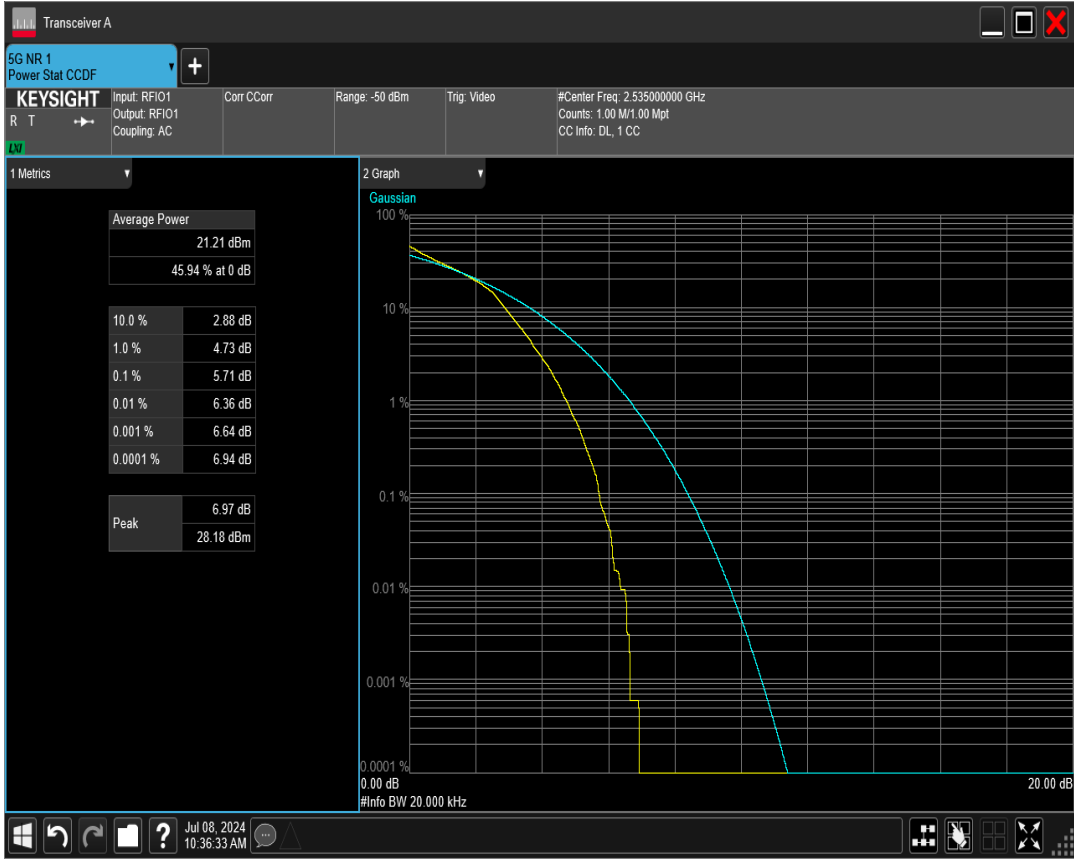 Transceiver A
5G NR 1
Power Stat CCDF
+
KEYSIGHT
R T
LXI
Input: RFIO1
Output: RFIO1
Coupling: AC
Corr CCorr
Range: -50 dBm
Trig: Video
#Center Freq: 2.535000000 GHz
Counts: 1.00 M/1.00 Mpt
CC Info: DL, 1 CC
1 Metrics
Average Power
21.21 dBm
45.94 % at 0 dB
10.0 % 2.88 dB
1.0 % 4.73 dB
0.1 % 5.71 dB
0.01 % 6.36 dB
0.001 % 6.64 dB
0.0001 % 6.94 dB
Peak 6.97 dB
28.18 dBm
2 Graph
Gaussian
100 %
10 %
1 %
0.1 %
0.01 %
0.001 %
0.0001 %
0.00 dB 20.00 dB
#Info BW 20.000 kHz
?
Jul 08, 2024
10:36:33 AM